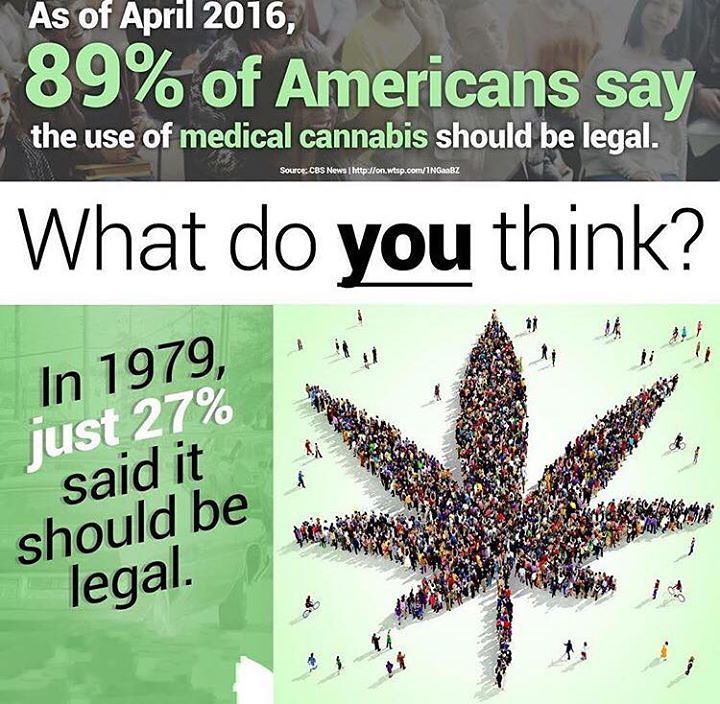 As of April 2016,
89% of Americans say
the use of medical cannabis should be legal.
Source: CBS News | http://on.wtsp.com/1NGaaBZ
What do you think?
In 1979,
just 27%
said it
should be
legal.